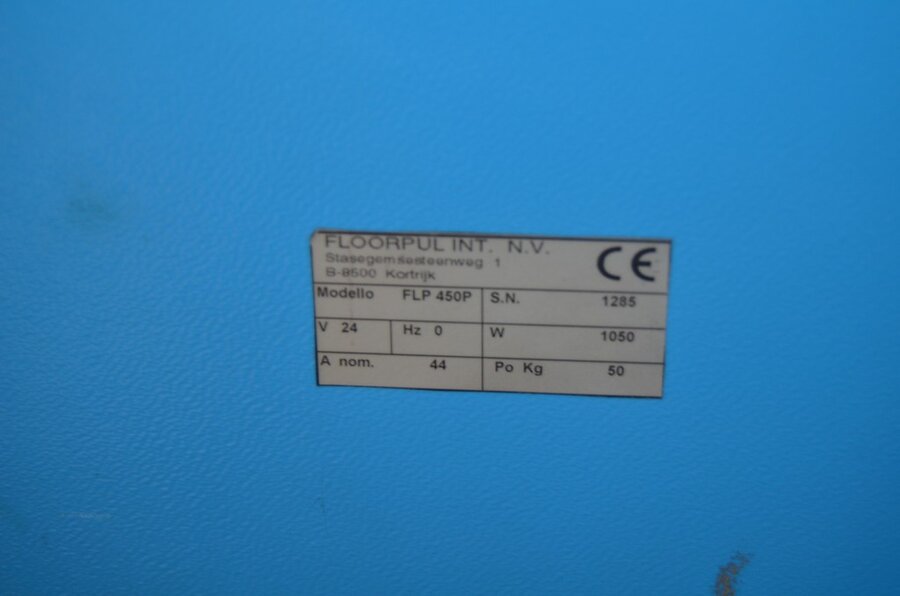 FLOORPUL INT. N.V.
Stasegemsesteenweg 1
B-8500 Kortrijk
CE
Modello FLP 450P S.N. 1285
V 24 Hz 0 W 1050
A nom. 44 Po Kg 50